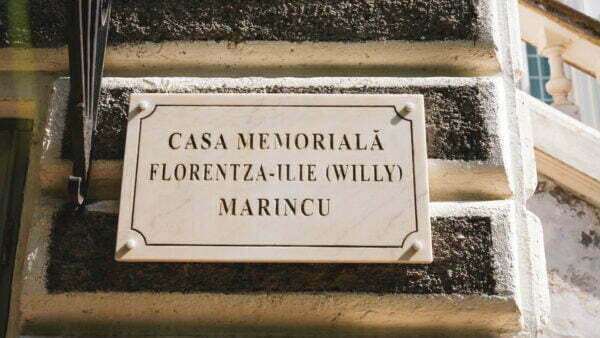 CASA MEMORIALĂ
FLORENTZA-ILIE (WILLY)
MARINCU